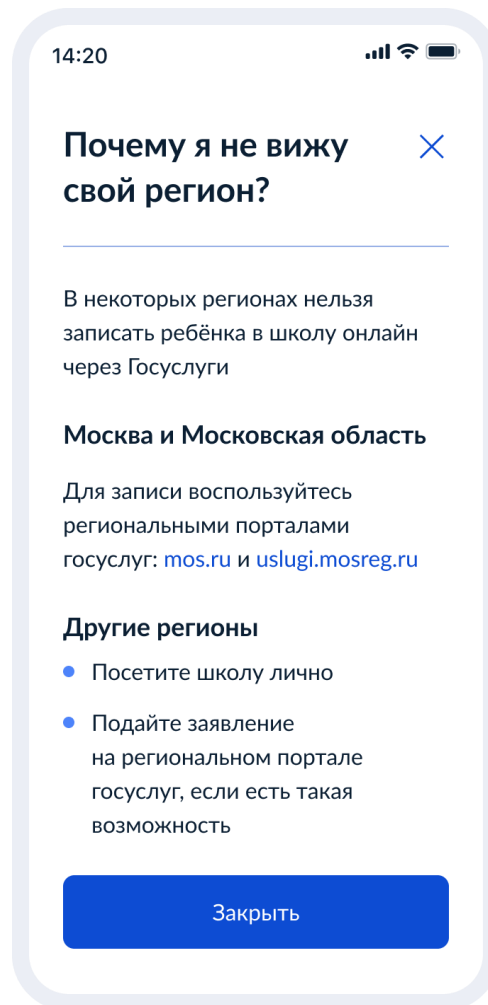 14:20
Почему я не вижу
свой регион?
В некоторых регионах нельзя
записать ребёнка в школу онлайн
через Госуслуги
Москва и Московская область
Для записи воспользуйтесь
региональными порталами
госуслуг: mos.ru и uslugi.mosreg.ru
Другие регионы
Посетите школу лично
Подайте заявление
на региональном портале
госуслуг, если есть такая
возможность
Закрыть